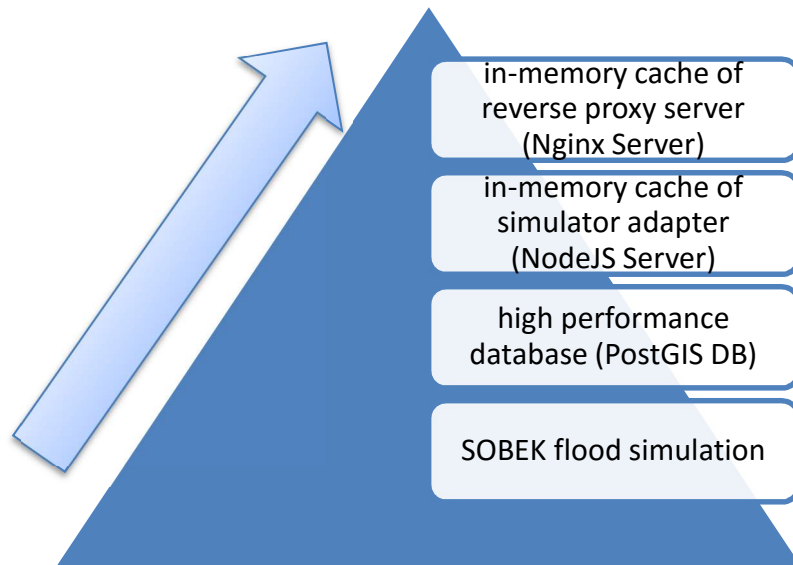 in-memory cache of
reverse proxy server
(Nginx Server)
in-memory cache of
simulator adapter
(NodeJS Server)
high performance
database (PostGIS DB)
SOBEK flood simulation